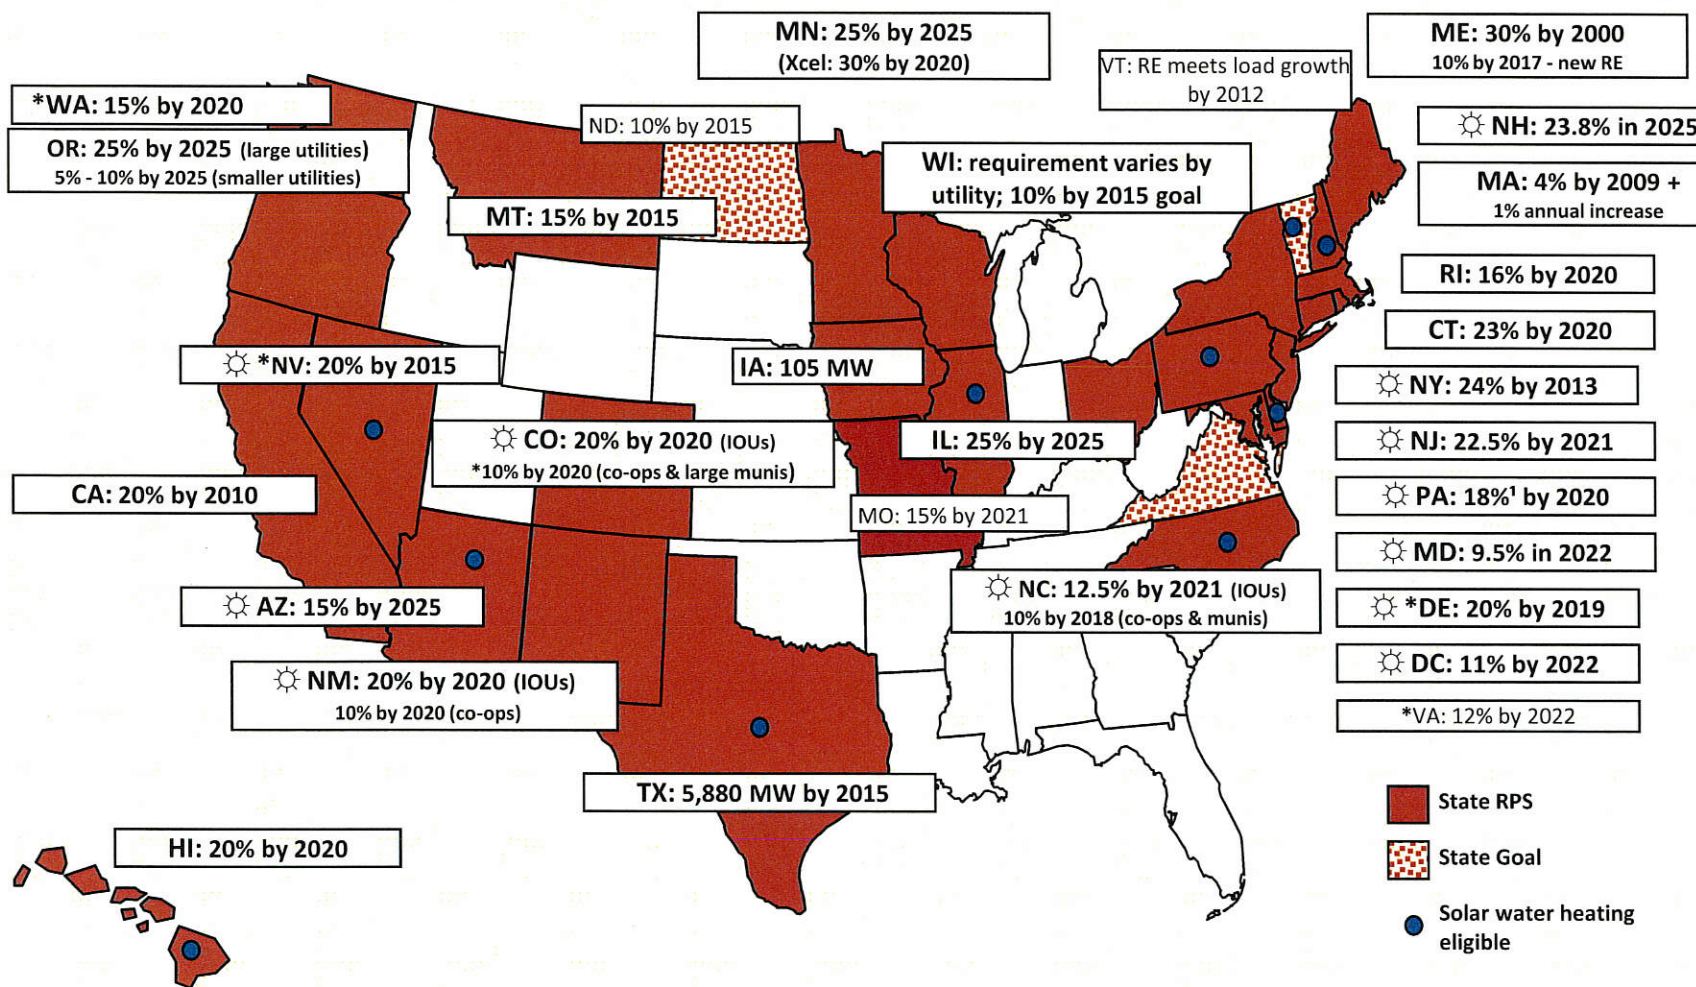 MN: 25% by 2025
(Xcel: 30% by 2020)
ME: 30% by 2000
10% by 2017 - new RE
VT: RE meets load growth
by 2012
*WA: 15% by 2020
ND: 10% by 2015
☼ NH: 23.8% in 2025
OR: 25% by 2025 (large utilities)
5% - 10% by 2025 (smaller utilities)
WI: requirement varies by
utility; 10% by 2015 goal
MA: 4% by 2009 +
1% annual increase
MT: 15% by 2015
RI: 16% by 2020
CT: 23% by 2020
☼ *NV: 20% by 2015
IA: 105 MW
☼ NY: 24% by 2013
☼ CO: 20% by 2020 (IOUs)
*10% by 2020 (co-ops & large munis)
IL: 25% by 2025
☼ NJ: 22.5% by 2021
CA: 20% by 2010
MO: 15% by 2021
☼ PA: 18%¹ by 2020
☼ MD: 9.5% in 2022
☼ AZ: 15% by 2025
☼ NC: 12.5% by 2021 (IOUs)
10% by 2018 (co-ops & munis)
☼ *DE: 20% by 2019
☼ DC: 11% by 2022
☼ NM: 20% by 2020 (IOUs)
10% by 2020 (co-ops)
*VA: 12% by 2022
TX: 5,880 MW by 2015
HI: 20% by 2020
State RPS
State Goal
Solar water heating
eligible